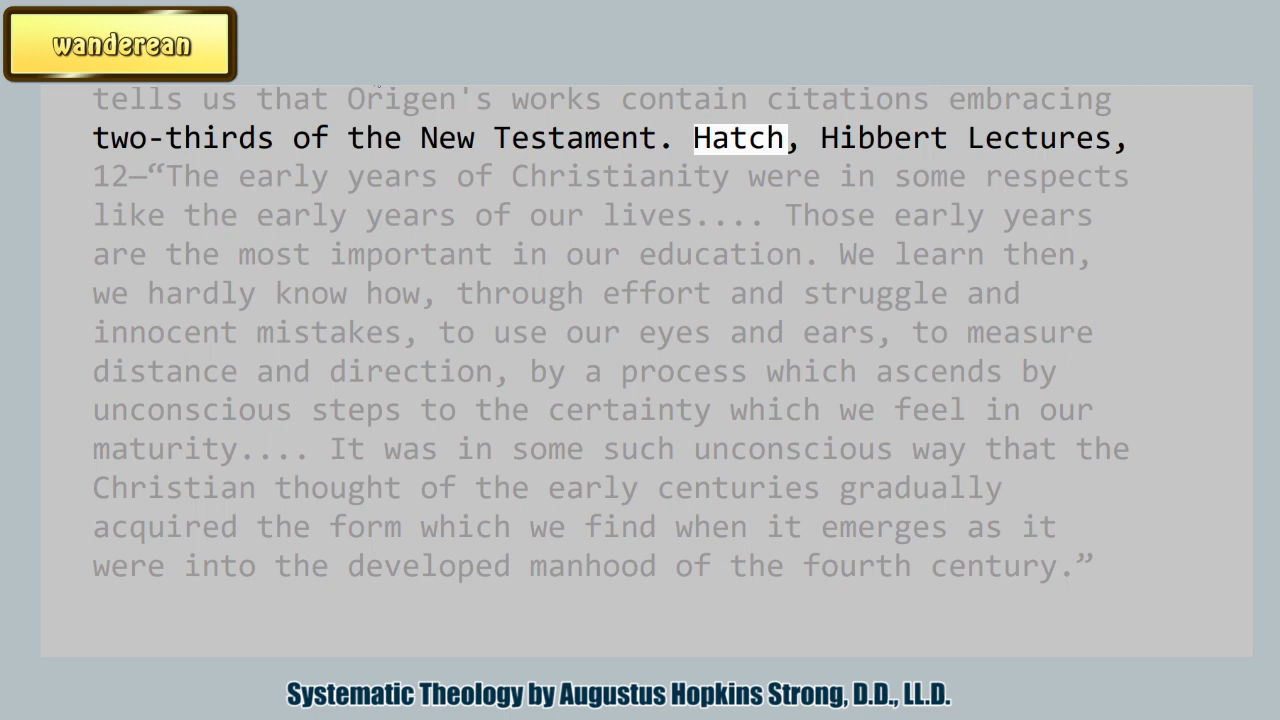 wanderean
tells us that Origen's works contain citations embracing
two-thirds of the New Testament. Hatch, Hibbert Lectures,
12—“The early years of Christianity were in some respects
like the early years of our lives.... Those early years
are the most important in our education. We learn then,
we hardly know how, through effort and struggle and
innocent mistakes, to use our eyes and ears, to measure
distance and direction, by a process which ascends by
unconscious steps to the certainty which we feel in our
maturity.... It was in some such unconscious way that the
Christian thought of the early centuries gradually
acquired the form which we find when it emerges as it
were into the developed manhood of the fourth century.”
Systematic Theology by Augustus Hopkins Strong, D.D., LL.D.